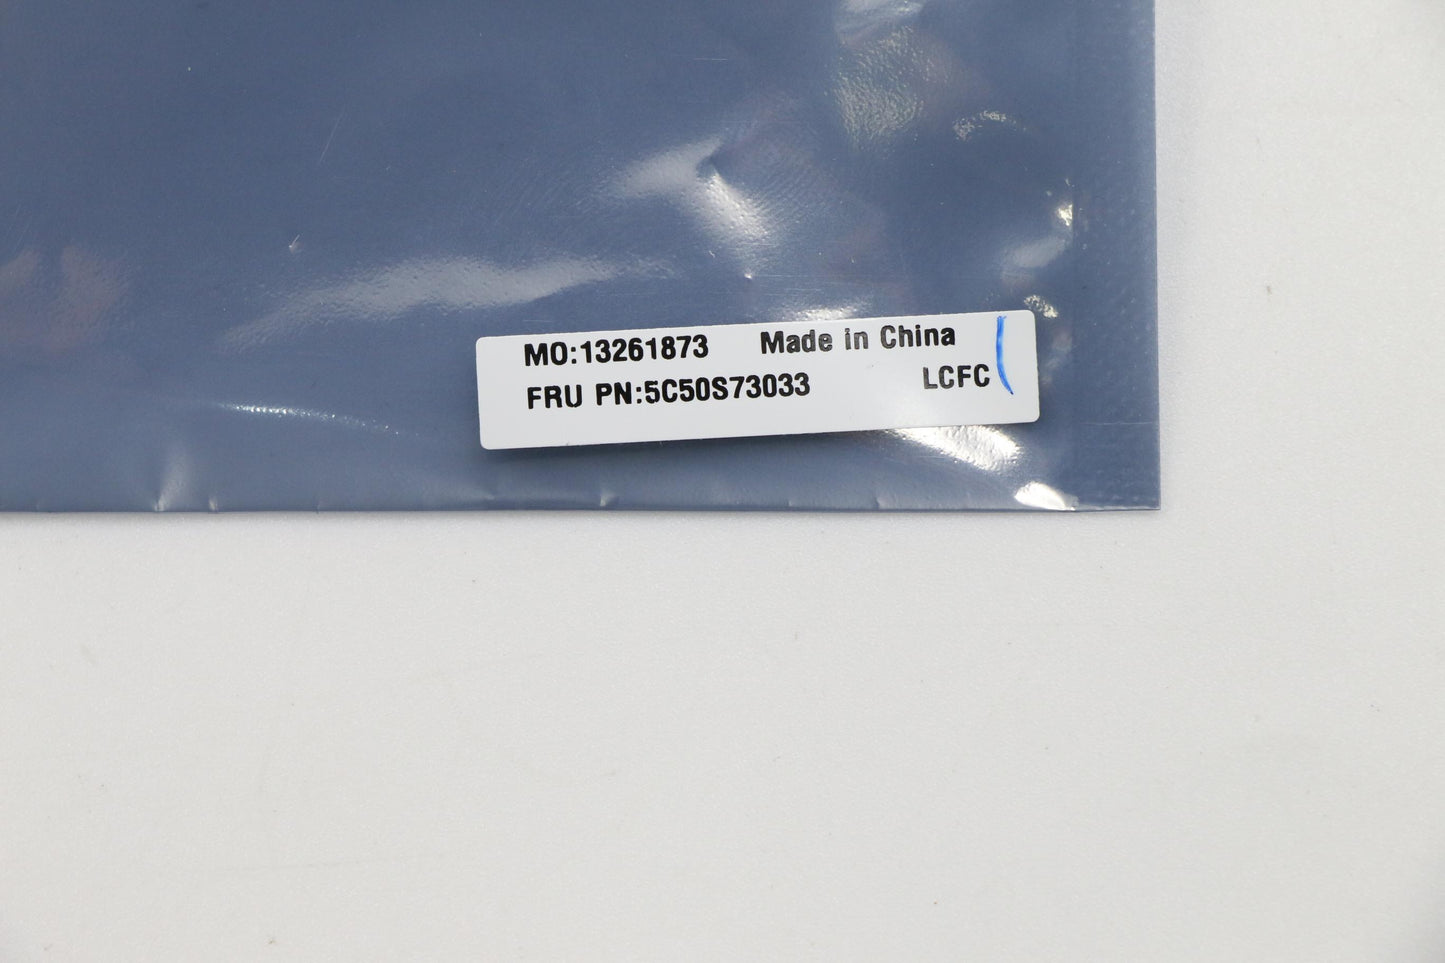 MO:13261873 Made in China
FRU PN:5C50S73033 LCFC